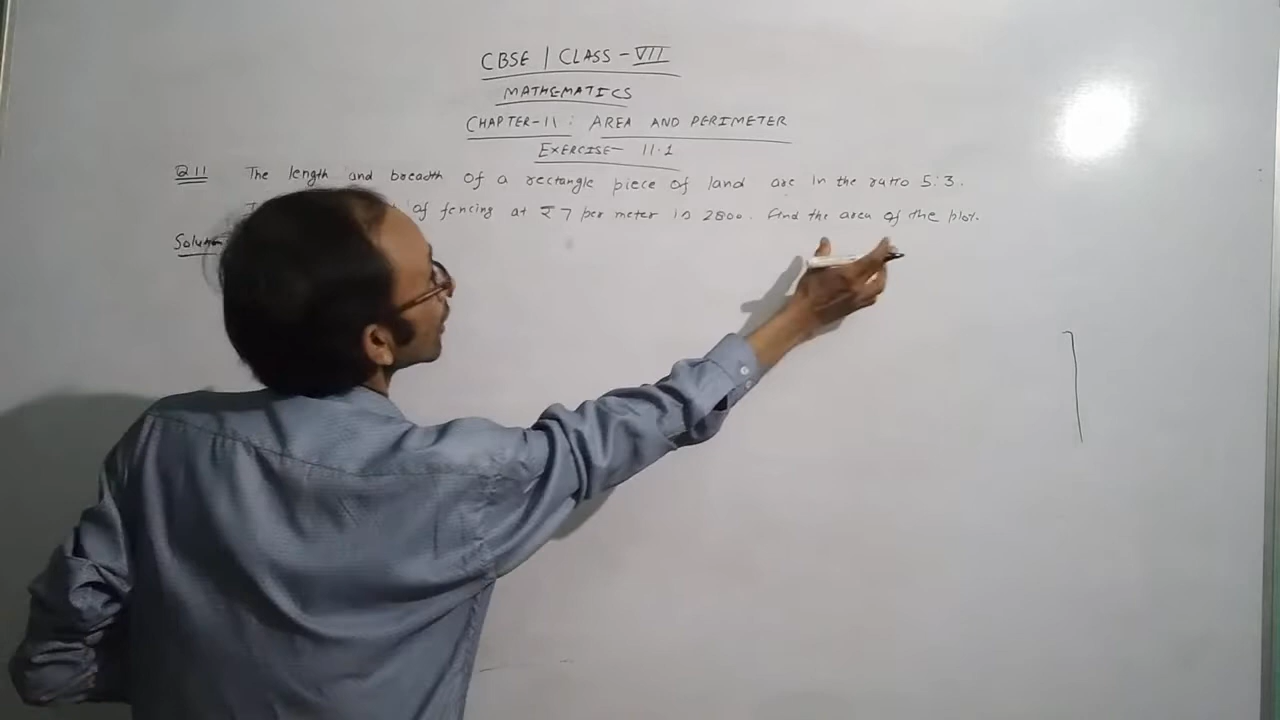 CBSE | CLASS - VII
MATHEMATICS
CHAPTER-11 : AREA AND PERIMETER
EXERCISE- 11.1
Q.11 The length and breadth of a rectangle piece of land are in the ratio 5:3.
of fencing at ₹7 per meter is 2800. Find the area of the plot.
Solution